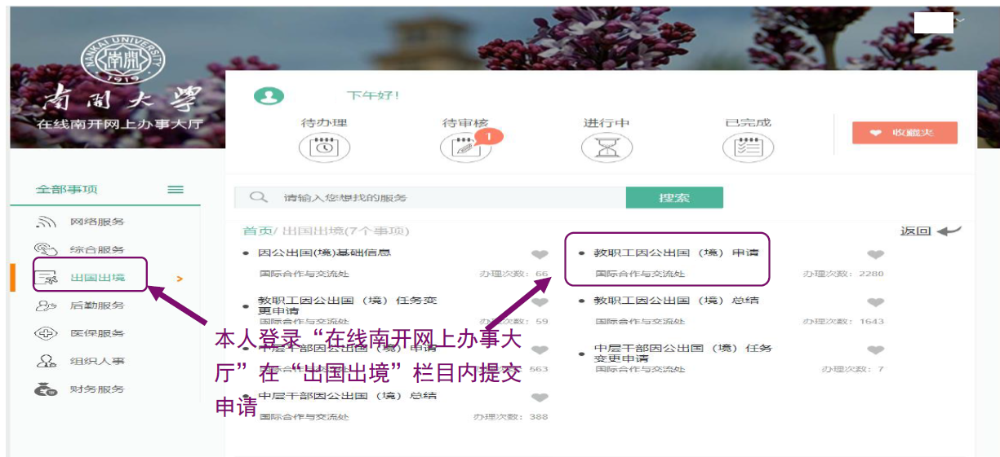 NANKAI UNIVERSITY
南開
1919
南开大学
在线南开网上办事大厅
下午好!
待办理
待审核
1
进行中
已完成
收藏夹
全部事项
网络服务
综合服务
出国出境
后勤服务
医保服务
组织人事
财务服务
请输入您想找的服务
搜索
首页/ 出国出境(7个事项)
返回
因公出国(境)基础信息
国际合作与交流处 办理次数: 66
教职工因公出国（境）申请
国际合作与交流处 办理次数: 2280
教职工因公出国（境）任务变
更申请
国际合作与交流处 办理次数: 59
教职工因公出国（境）总结
国际合作与交流处 办理次数: 1643
中层干部因公出国（境）申请
国际合作与交流处 办理次数: 563
中层干部因公出国（境）任务
变更申请
国际合作与交流处 办理次数: 7
中层干部因公出国（境）总结
国际合作与交流处 办理次数: 388
本人登录“在线南开网上办事大
厅”在“出国出境”栏目内提交
申请